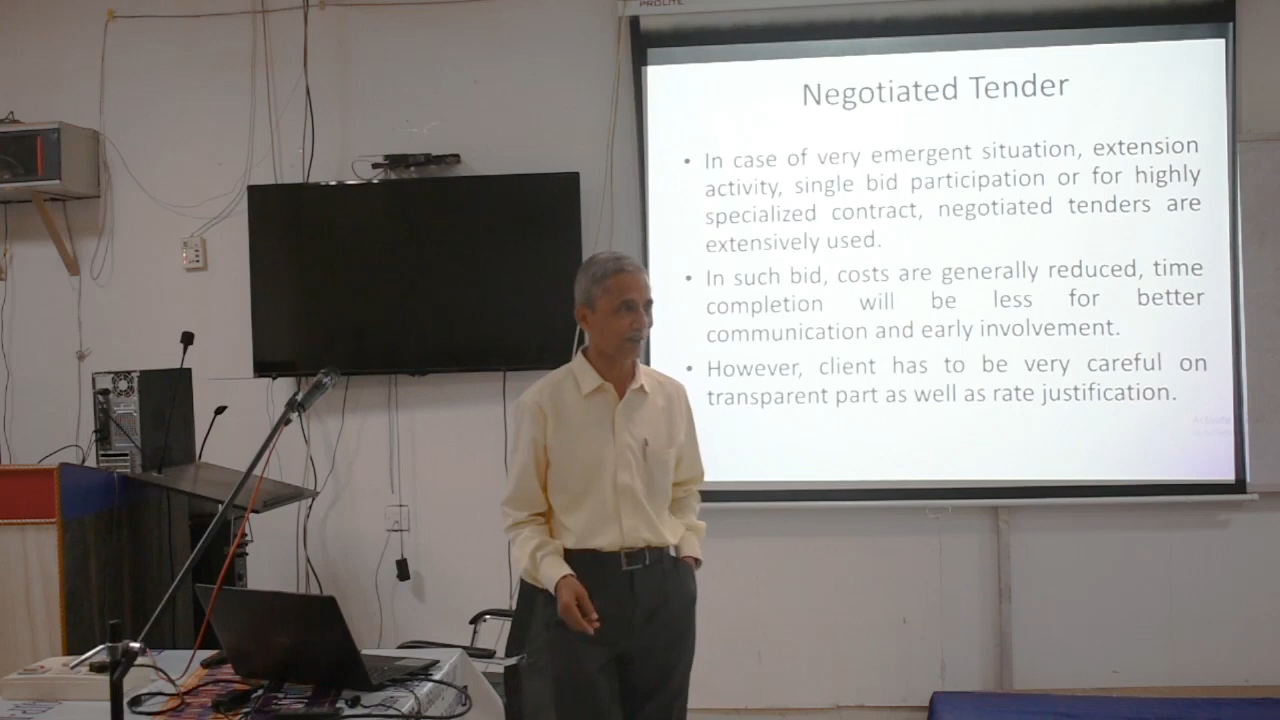 PROLITE
Negotiated Tender
• In case of very emergent situation, extension
activity, single bid participation or for highly
specialized contract, negotiated tenders are
extensively used.
• In such bid, costs are generally reduced, time
completion will be less for better
communication and early involvement.
• However, client has to be very careful on
transparent part as well as rate justification.
Activate